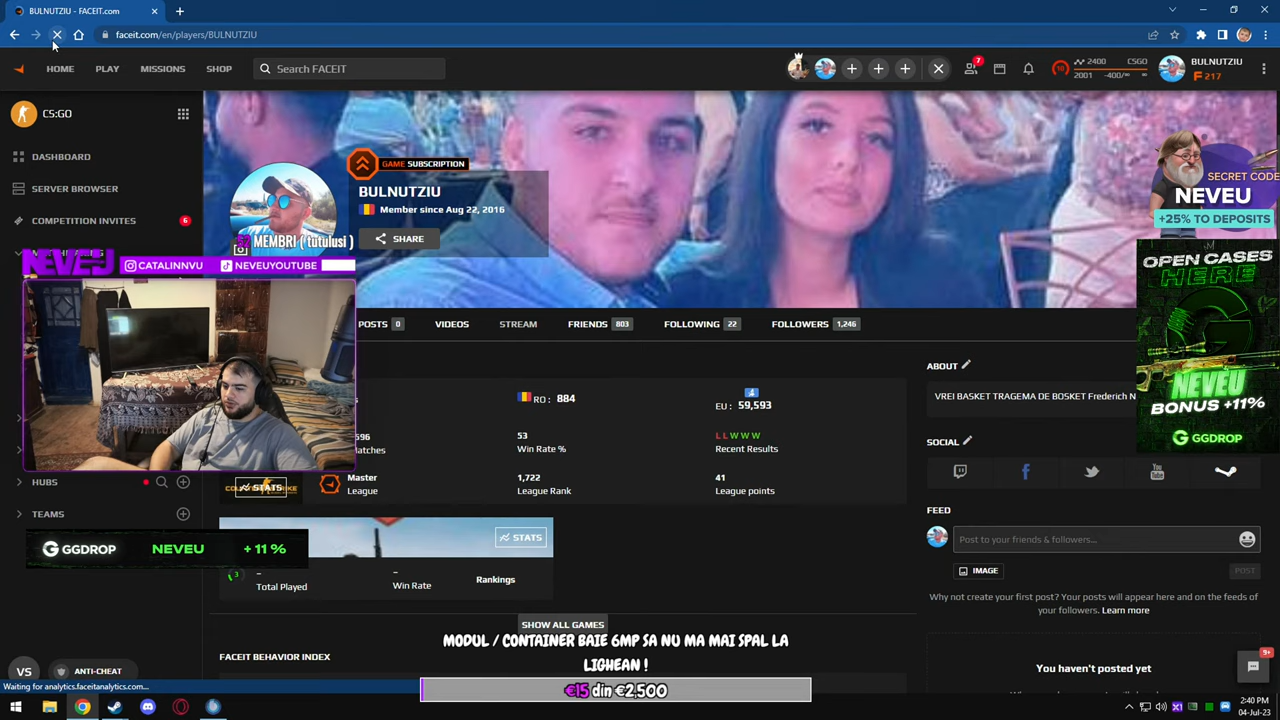 BULNUTZIU - FACEIT.com
faceit.com/en/players/BULNUTZIU
HOME
PLAY
MISSIONS
SHOP
Search FACEIT
7
10
2400
CSGO
2001
-400/∞
BULNUTZIU
217
CS:GO
DASHBOARD
SERVER BROWSER
COMPETITION INVITES
6
GAME SUBSCRIPTION
BULNUTZIU
Member since Aug 22, 2016
MEMBRI ( tutulusi )
SHARE
SECRET CODE
NEVEU
+25% TO DEPOSITS
NEVEU
CATALINNVU
NEVEUYOUTUBE
OPEN CASES
HERE
NEVEU
BONUS +11%
GGDROP
POSTS 0
VIDEOS
STREAM
FRIENDS 803
FOLLOWING 22
FOLLOWERS 1,246
RO : 884
EU : 59,593
596
53
Win Rate %
L L W W W
Recent Results
Master
League
1,722
League Rank
41
League points
STATS
ABOUT
VREI BASKET TRAGEMA DE BOSKET Frederich N
SOCIAL
FEED
Post to your friends & followers...
IMAGE
POST
Why not create your first post? Your posts will appear here and on the feeds of
your followers. Learn more
You haven't posted yet
HUBS
TEAMS
GGDROP
NEVEU
+ 11 %
STATS
3
–
Total Played
–
Win Rate
Rankings
SHOW ALL GAMES
FACEIT BEHAVIOR INDEX
MODUL / CONTAINER BAIE 6MP SA NU MA MAI SPAL LA
LIGHEAN !
€15 din €2,500
VS
ANTI-CHEAT
9+
Waiting for analytics.faceitanalytics.com...
2:40 PM
04-Jul-23